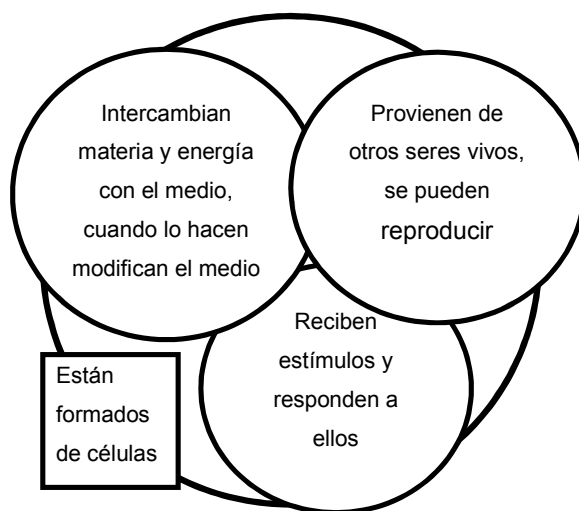 Intercambian
materia y energía
con el medio,
cuando lo hacen
modifican el medio
Provienen de
otros seres vivos,
se pueden
reproducir
Reciben
estímulos y
responden a
ellos
Están
formados
de células